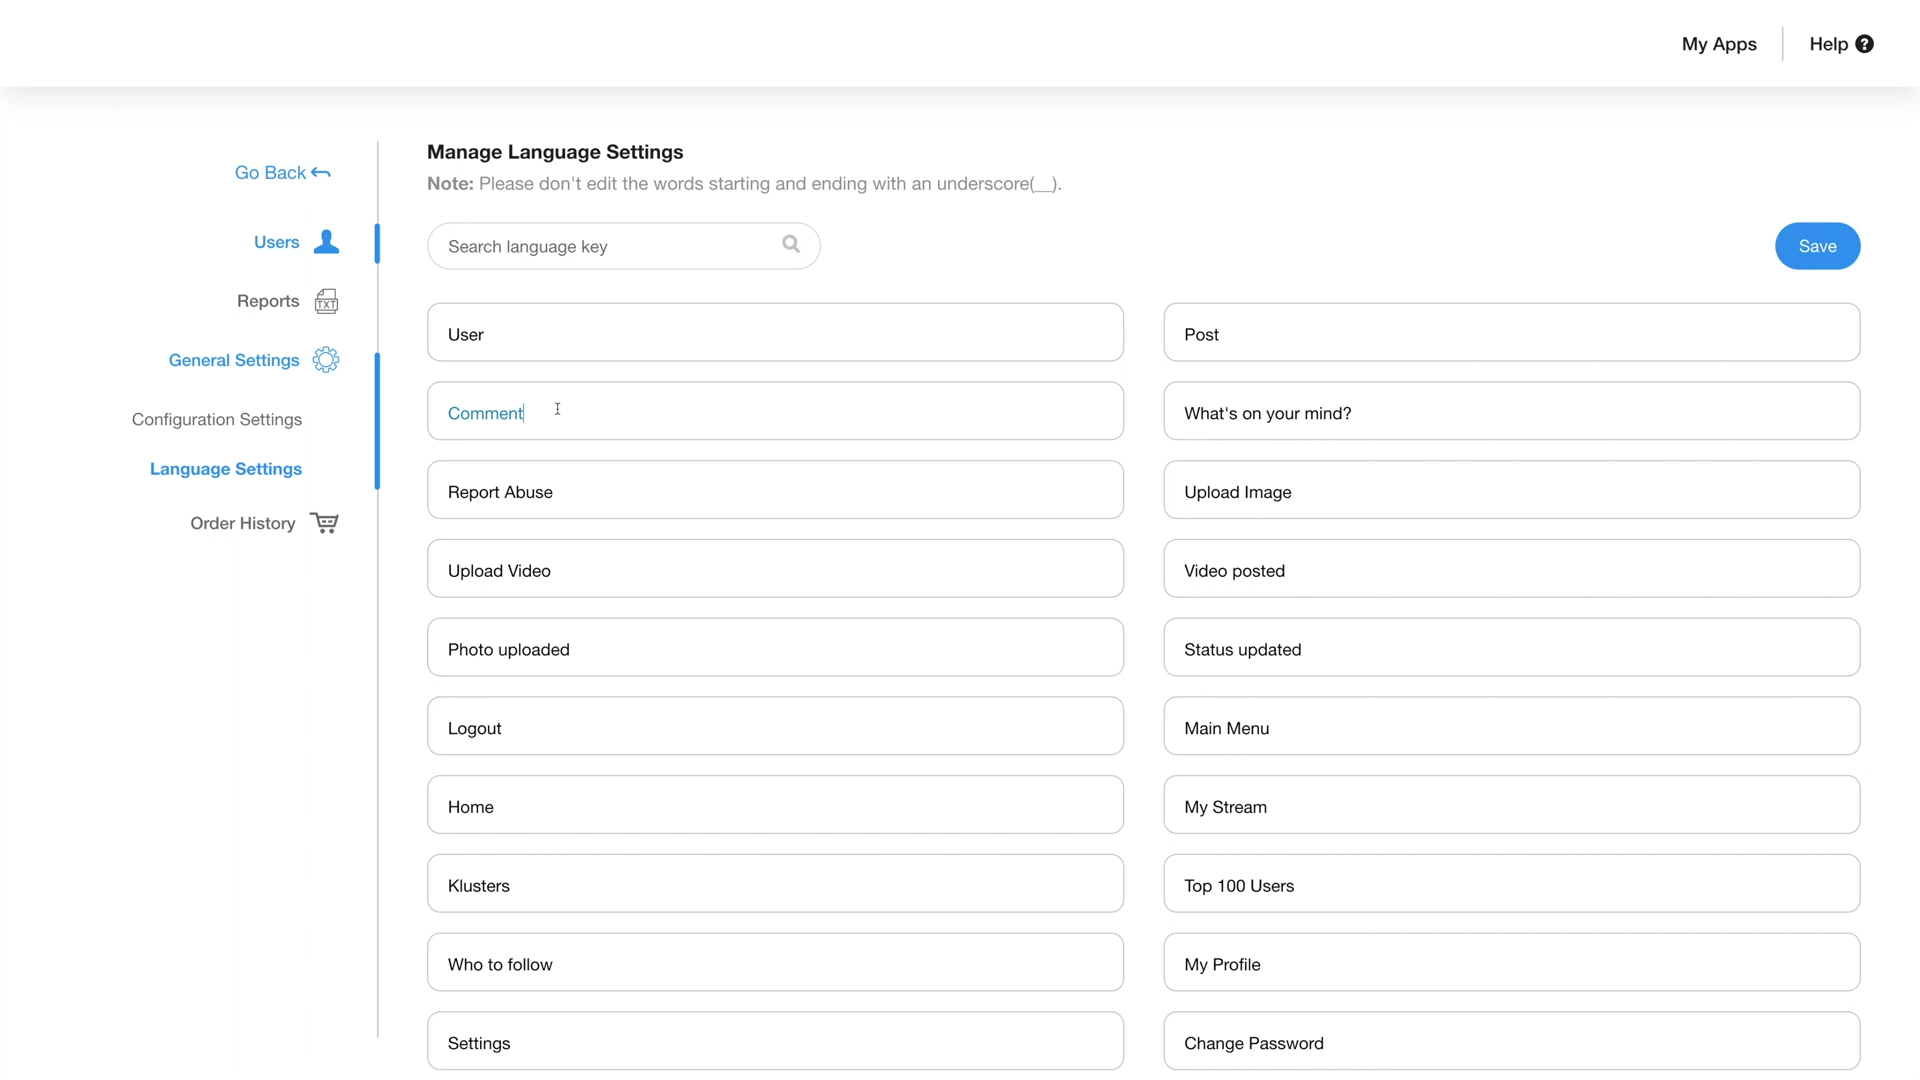 My Apps
Help ?
Go Back
Users
Reports
TXT
General Settings
Configuration Settings
Language Settings
Order History
Manage Language Settings
Note: Please don't edit the words starting and ending with an underscore(__).
Search language key
Save
User
Post
Comment
What's on your mind?
Report Abuse
Upload Image
Upload Video
Video posted
Photo uploaded
Status updated
Logout
Main Menu
Home
My Stream
Klusters
Top 100 Users
Who to follow
My Profile
Settings
Change Password